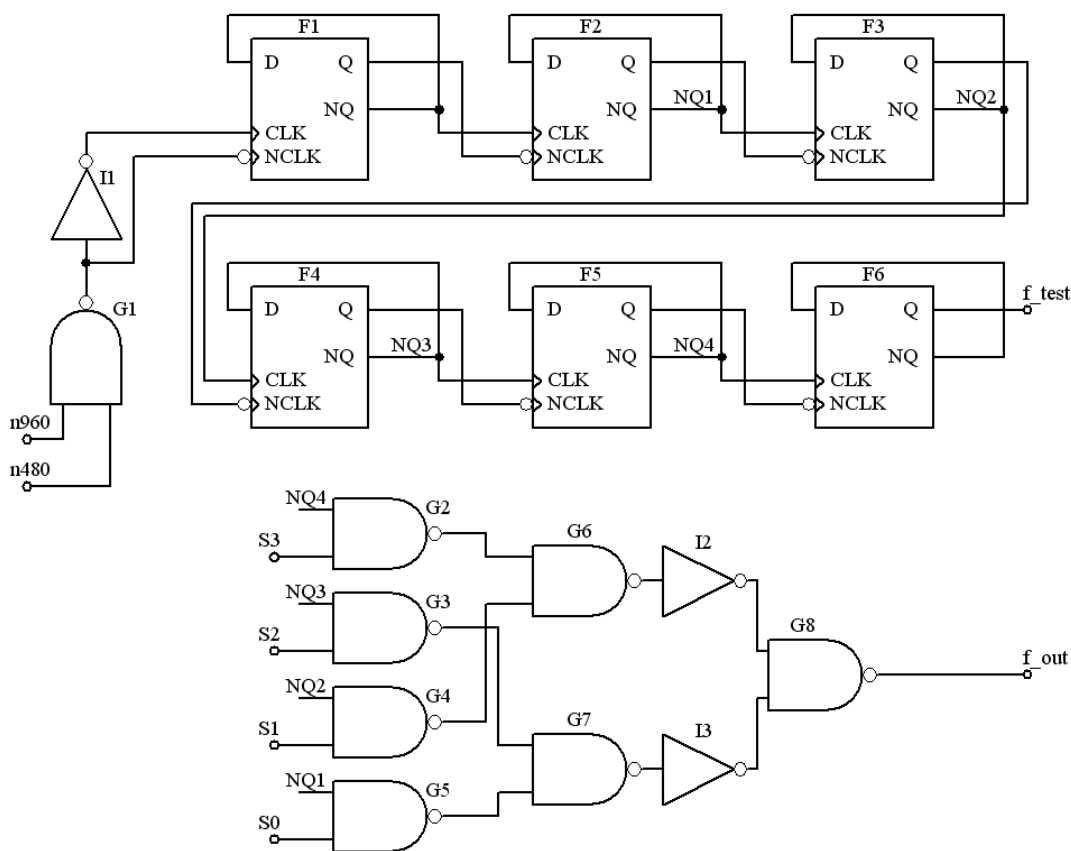 F1 F2 F3
D Q D Q D Q
NQ NQ NQ1 NQ NQ2
CLK CLK CLK
NCLK NCLK NCLK
I1
F4 F5 F6
G1
D Q D Q D Q f_test
NQ NQ3 NQ NQ4 NQ
CLK CLK CLK
NCLK NCLK NCLK
n960
n480
NQ4 G2
S3 G6 I2
NQ3 G3
S2 G8
f_out
NQ2 G4
S1 G7 I3
NQ1 G5
S0